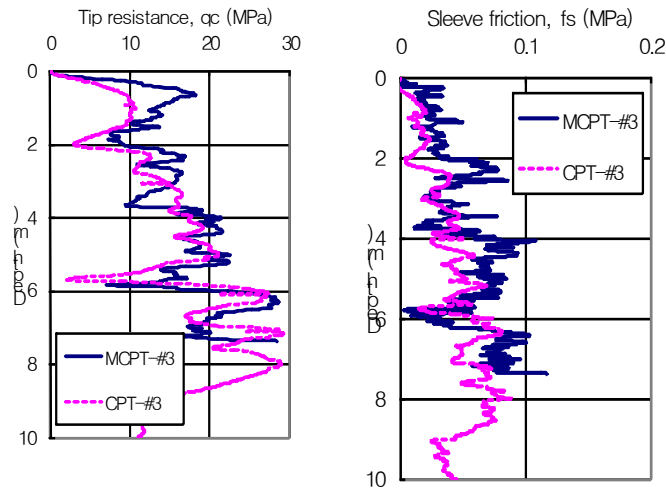 Tip resistance, qc (MPa)
0 10 20 30
0
2
4
6
8
10
Depth (m)
MCPT-#3
CPT-#3
Sleeve friction, fs (MPa)
0 0.1 0.2
0
2
4
6
8
10
Depth (m)
MCPT-#3
CPT-#3